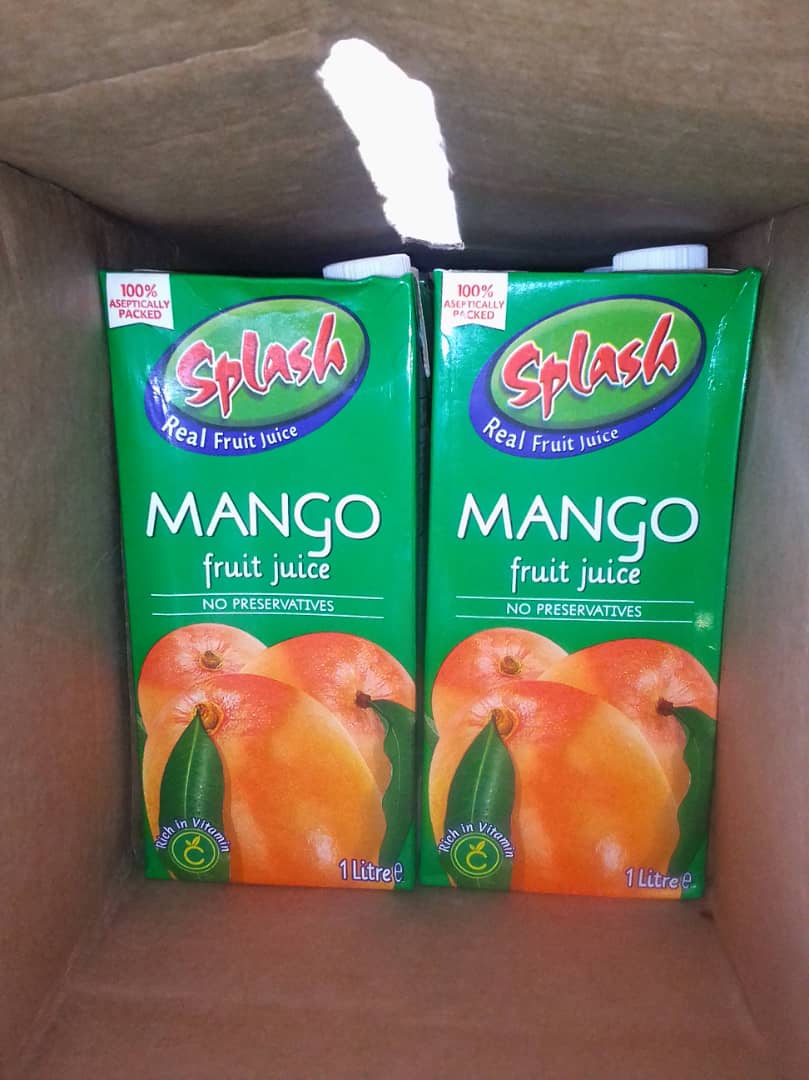 100%
ASEPTICALLY
PACKED
Splash
Real Fruit Juice
MANGO
fruit juice
NO PRESERVATIVES
Rich in Vitamin
C
1 Litre e
100%
ASEPTICALLY
PACKED
Splash
Real Fruit Juice
MANGO
fruit juice
NO PRESERVATIVES
Rich in Vitamin
C
1 Litre e